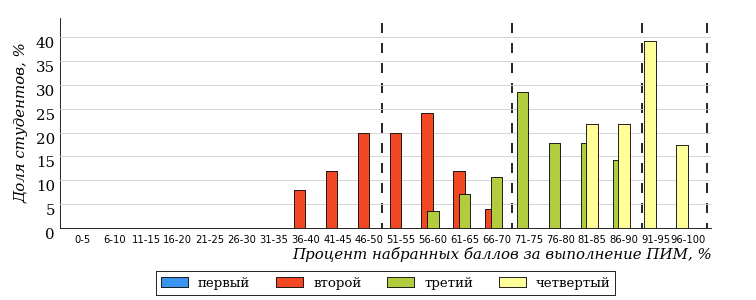 Доля студентов, %
40
35
30
25
20
15
10
5
0
0-5 6-10 11-15 16-20 21-25 26-30 31-35 36-40 41-45 46-50 51-55 56-60 61-65 66-70 71-75 76-80 81-85 86-90 91-95 96-100
Процент набранных баллов за выполнение ПИМ, %
первый второй третий четвертый